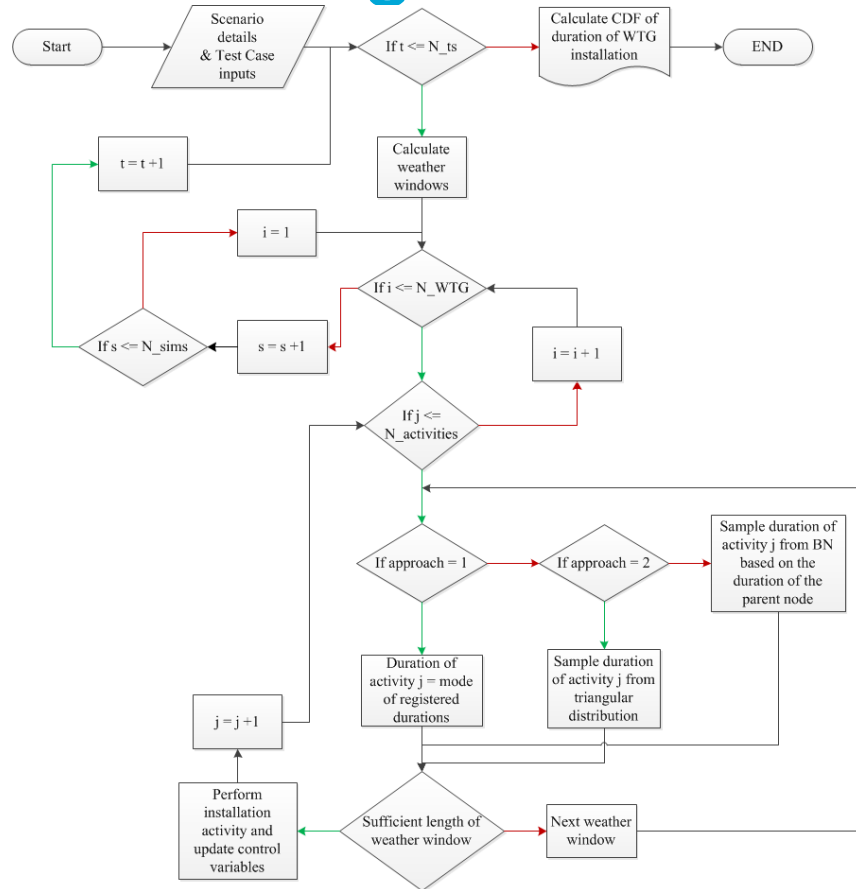 Start
Scenario
details
& Test Case
inputs
If t <= N_ts
Calculate CDF of
duration of WTG
installation
END
t = t +1
Calculate
weather
windows
i = 1
If i <= N_WTG
If s <= N_sims
s = s +1
i = i + 1
If j <=
N_activities
If approach = 1
If approach = 2
Sample duration of
activity j from BN
based on the
duration of the
parent node
Duration of
activity j = mode
of registered
durations
Sample duration
of activity j from
triangular
distribution
j = j +1
Perform
installation
activity and
update control
variables
Sufficient length of
weather window
Next weather
window